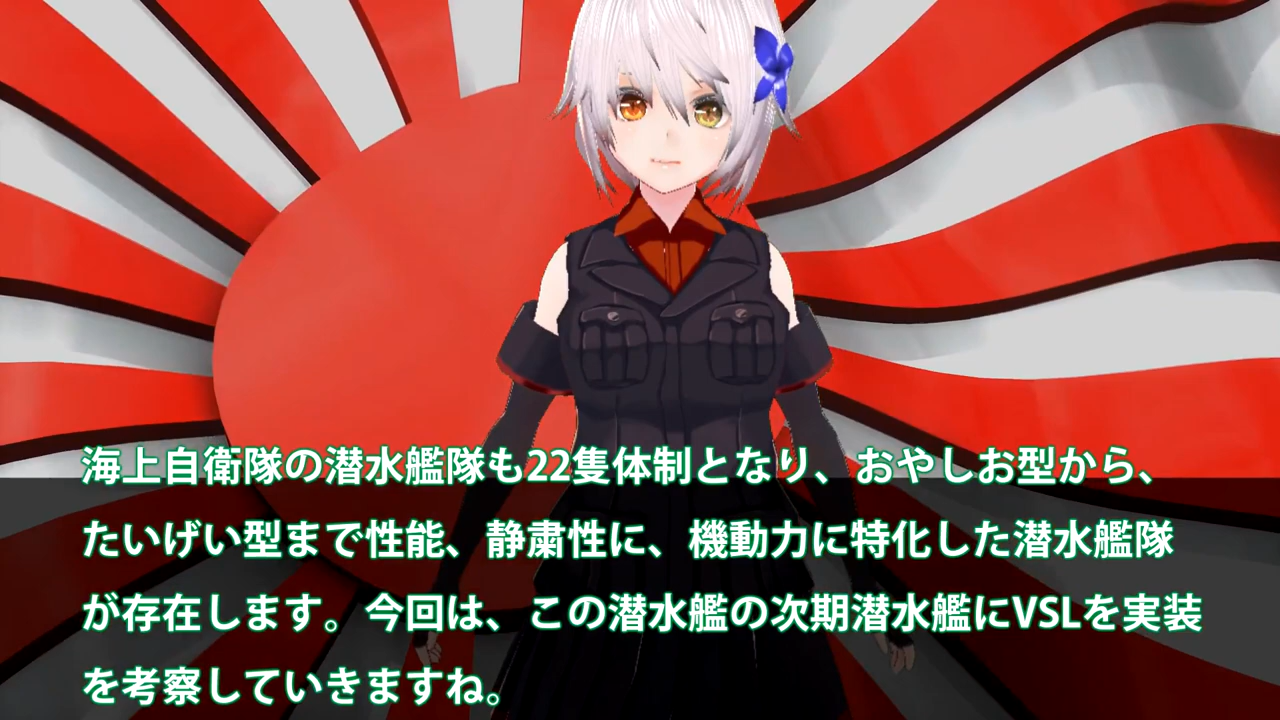 海上自衛隊の潜水艦隊も22隻体制となり、おやしお型から、
たいげい型まで性能、静粛性に、機動力に特化した潜水艦隊
が存在します。今回は、この潜水艦の次期潜水艦にVSLを実装
を考察していきますね。